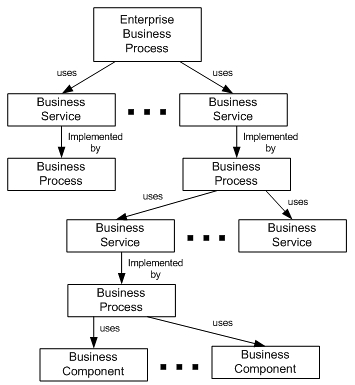 Enterprise
Business
Process
uses
uses
Business
Service
Business
Service
Implemented
by
Implemented
by
Business
Process
Business
Process
uses
uses
Business
Service
Business
Service
Implemented
by
Business
Process
uses
uses
Business
Component
Business
Component